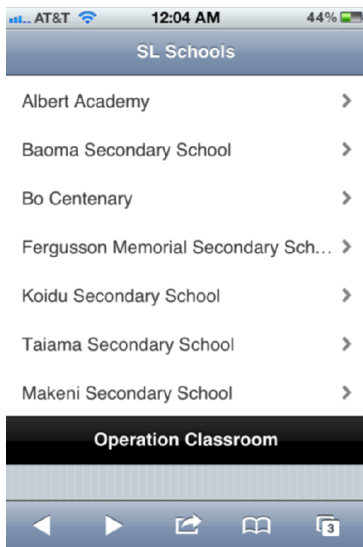 AT&T 12:04 AM 44%
SL Schools
Albert Academy
Baoma Secondary School
Bo Centenary
Fergusson Memorial Secondary Sch...
Koidu Secondary School
Taiama Secondary School
Makeni Secondary School
Operation Classroom
3